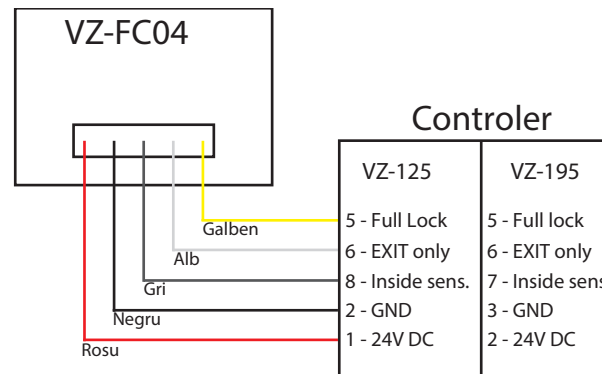 VZ-FC04
Controler
VZ-125
VZ-195
Galben
5 - Full Lock
5 - Full lock
Alb
6 - EXIT only
6 - EXIT only
Gri
8 - Inside sens.
7 - Inside sens
Negru
2 - GND
3 - GND
Rosu
1 - 24V DC
2 - 24V DC